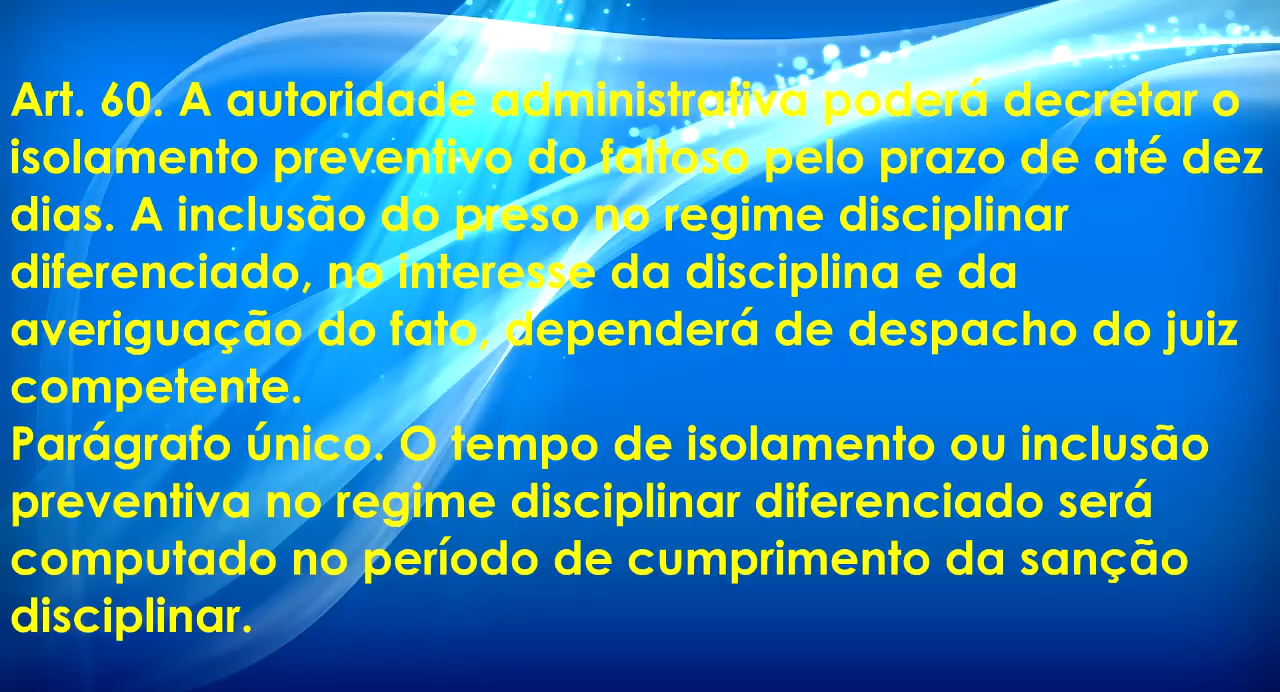 Art. 60. A autoridade administrativa poderá decretar o
isolamento preventivo do faltoso pelo prazo de até dez
dias. A inclusão do preso no regime disciplinar
diferenciado, no interesse da disciplina e da
averiguação do fato, dependerá de despacho do juiz
competente.
Parágrafo único. O tempo de isolamento ou inclusão
preventiva no regime disciplinar diferenciado será
computado no período de cumprimento da sanção
disciplinar.